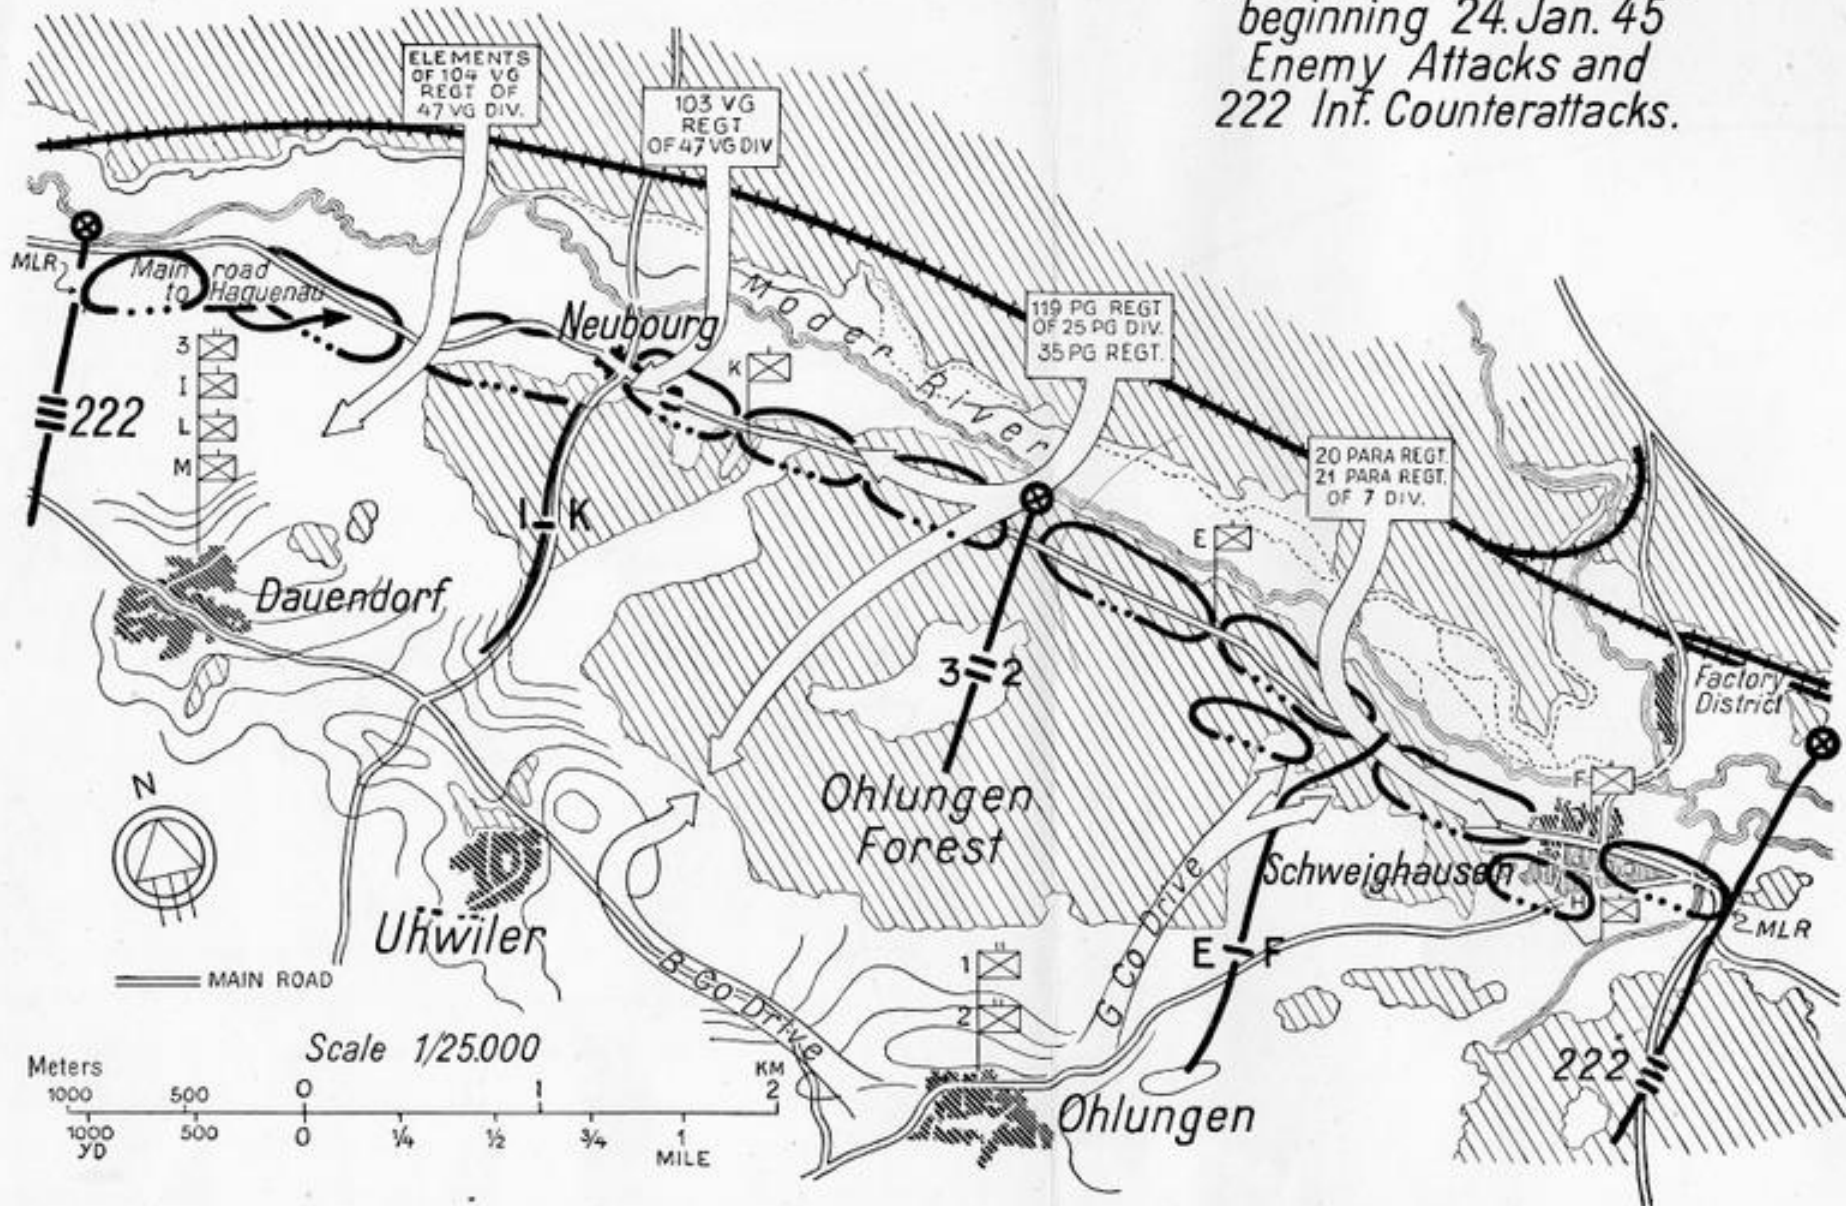 beginning 24. Jan. 45
Enemy Attacks and
222 Inf. Counterattacks.
ELEMENTS
OF 104 VG
REGT OF
47 VG DIV.
103 VG
REGT
OF 47 VG DIV
119 PG REGT
OF 25 PG DIV.
35 PG REGT.
20 PARA REGT.
21 PARA REGT.
OF 7 DIV.
MLR
Main road
to Haguenau
Neubourg
Moder River
K
3
I
L
M
222
I K
E
Dauendorf
3 2
Factory
District
N
Ohlungen
Forest
F
Schweighausen
H
MLR
Uhwiler
E F
G Co Drive
B Co Drive
MAIN ROAD
1
2
222
Scale 1/25.000
Meters
KM
1000 500 0 1 2
1000 500 0 1/4 1/2 3/4 1
YD
MILE
Ohlungen